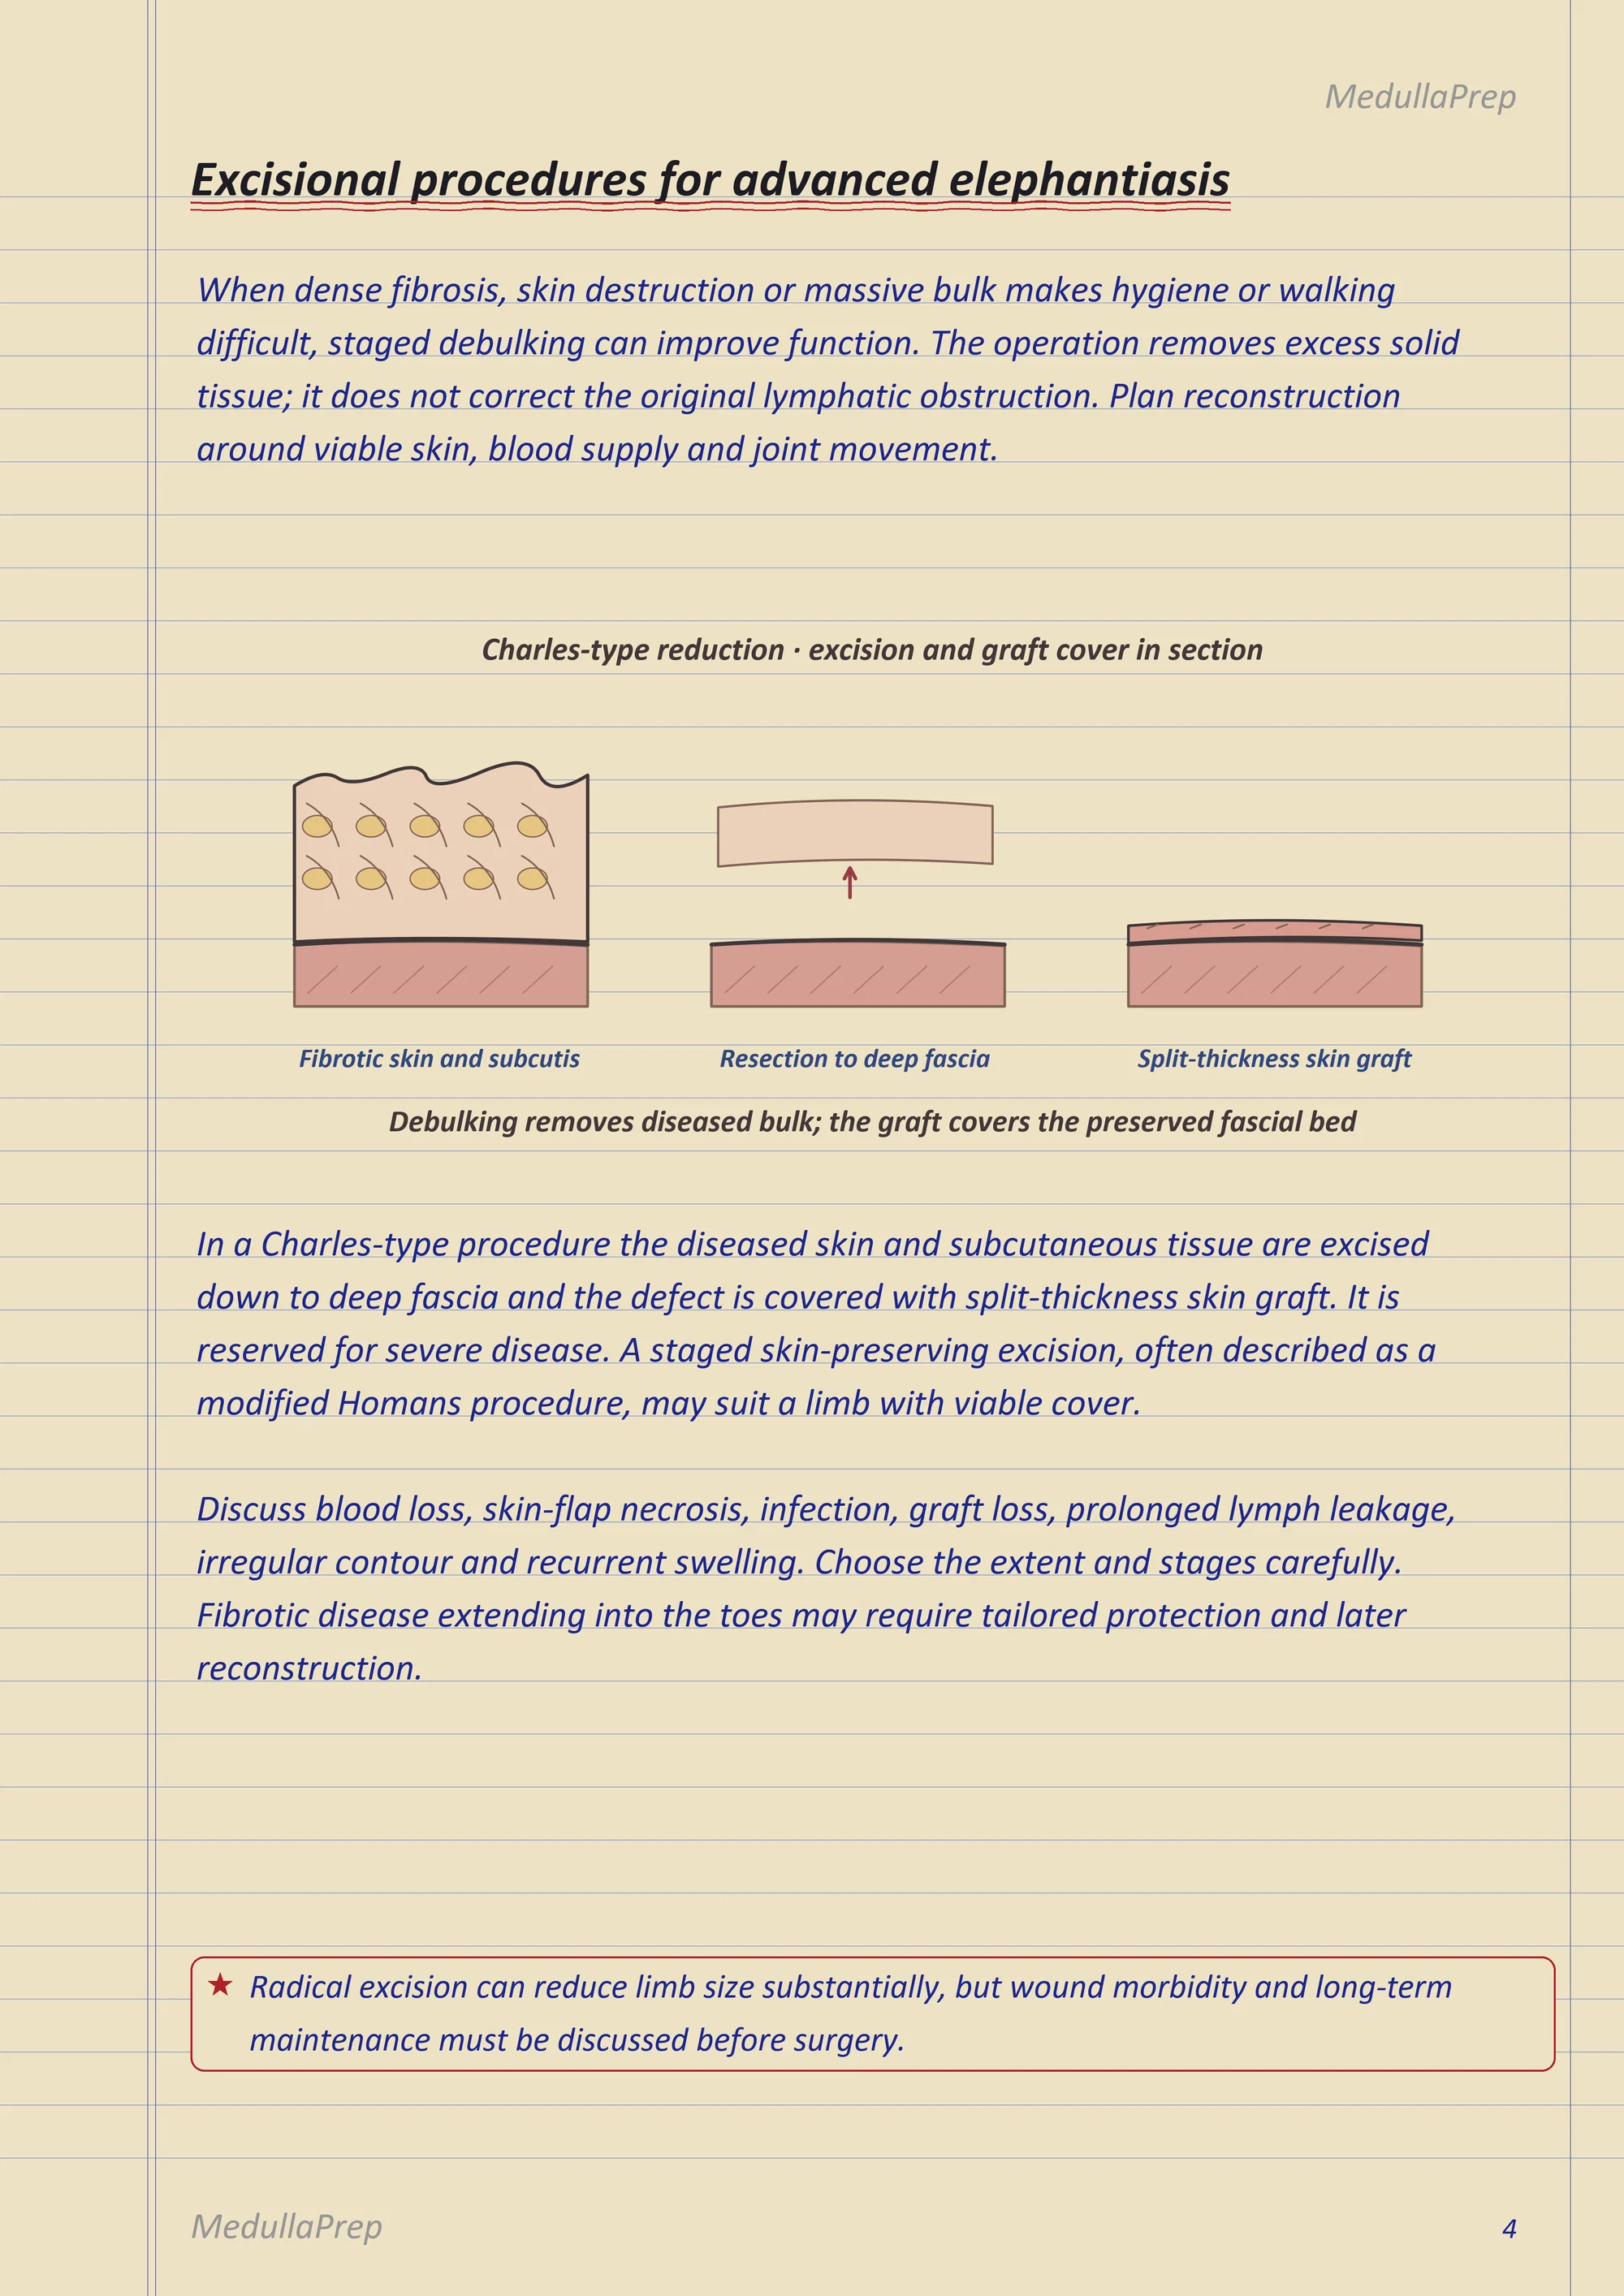 MedullaPrep
Excisional procedures for advanced elephantiasis
When dense fibrosis, skin destruction or massive bulk makes hygiene or walking
difficult, staged debulking can improve function. The operation removes excess solid
tissue; it does not correct the original lymphatic obstruction. Plan reconstruction
around viable skin, blood supply and joint movement.
Charles-type reduction · excision and graft cover in section
Fibrotic skin and subcutis
Resection to deep fascia
Split-thickness skin graft
Debulking removes diseased bulk; the graft covers the preserved fascial bed
In a Charles-type procedure the diseased skin and subcutaneous tissue are excised
down to deep fascia and the defect is covered with split-thickness skin graft. It is
reserved for severe disease. A staged skin-preserving excision, often described as a
modified Homans procedure, may suit a limb with viable cover.
Discuss blood loss, skin-flap necrosis, infection, graft loss, prolonged lymph leakage,
irregular contour and recurrent swelling. Choose the extent and stages carefully.
Fibrotic disease extending into the toes may require tailored protection and later
reconstruction.
★ Radical excision can reduce limb size substantially, but wound morbidity and long-term
maintenance must be discussed before surgery.
MedullaPrep
4